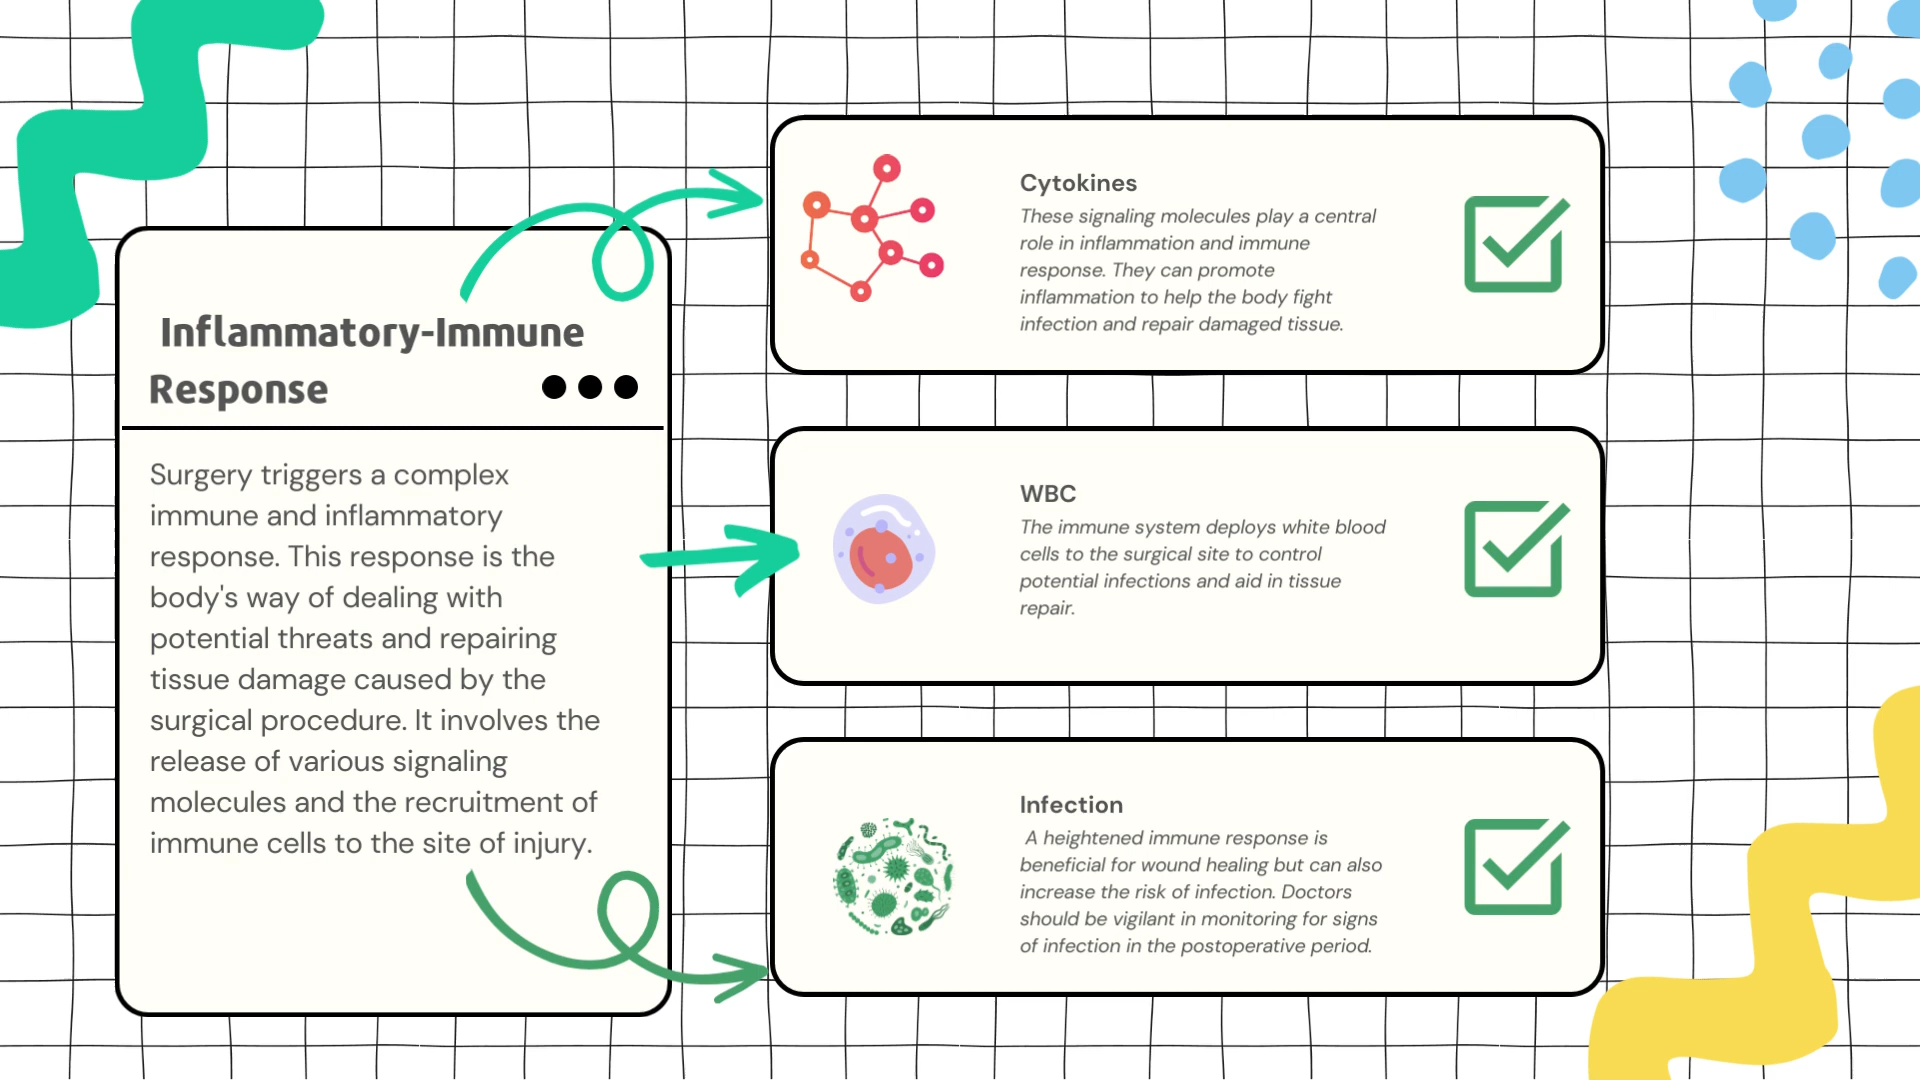 Inflammatory-Immune
Response
Surgery triggers a complex
immune and inflammatory
response. This response is the
body's way of dealing with
potential threats and repairing
tissue damage caused by the
surgical procedure. It involves the
release of various signaling
molecules and the recruitment of
immune cells to the site of injury.
Cytokines
These signaling molecules play a central
role in inflammation and immune
response. They can promote
inflammation to help the body fight
infection and repair damaged tissue.
WBC
The immune system deploys white blood
cells to the surgical site to control
potential infections and aid in tissue
repair.
Infection
A heightened immune response is
beneficial for wound healing but can also
increase the risk of infection. Doctors
should be vigilant in monitoring for signs
of infection in the postoperative period.